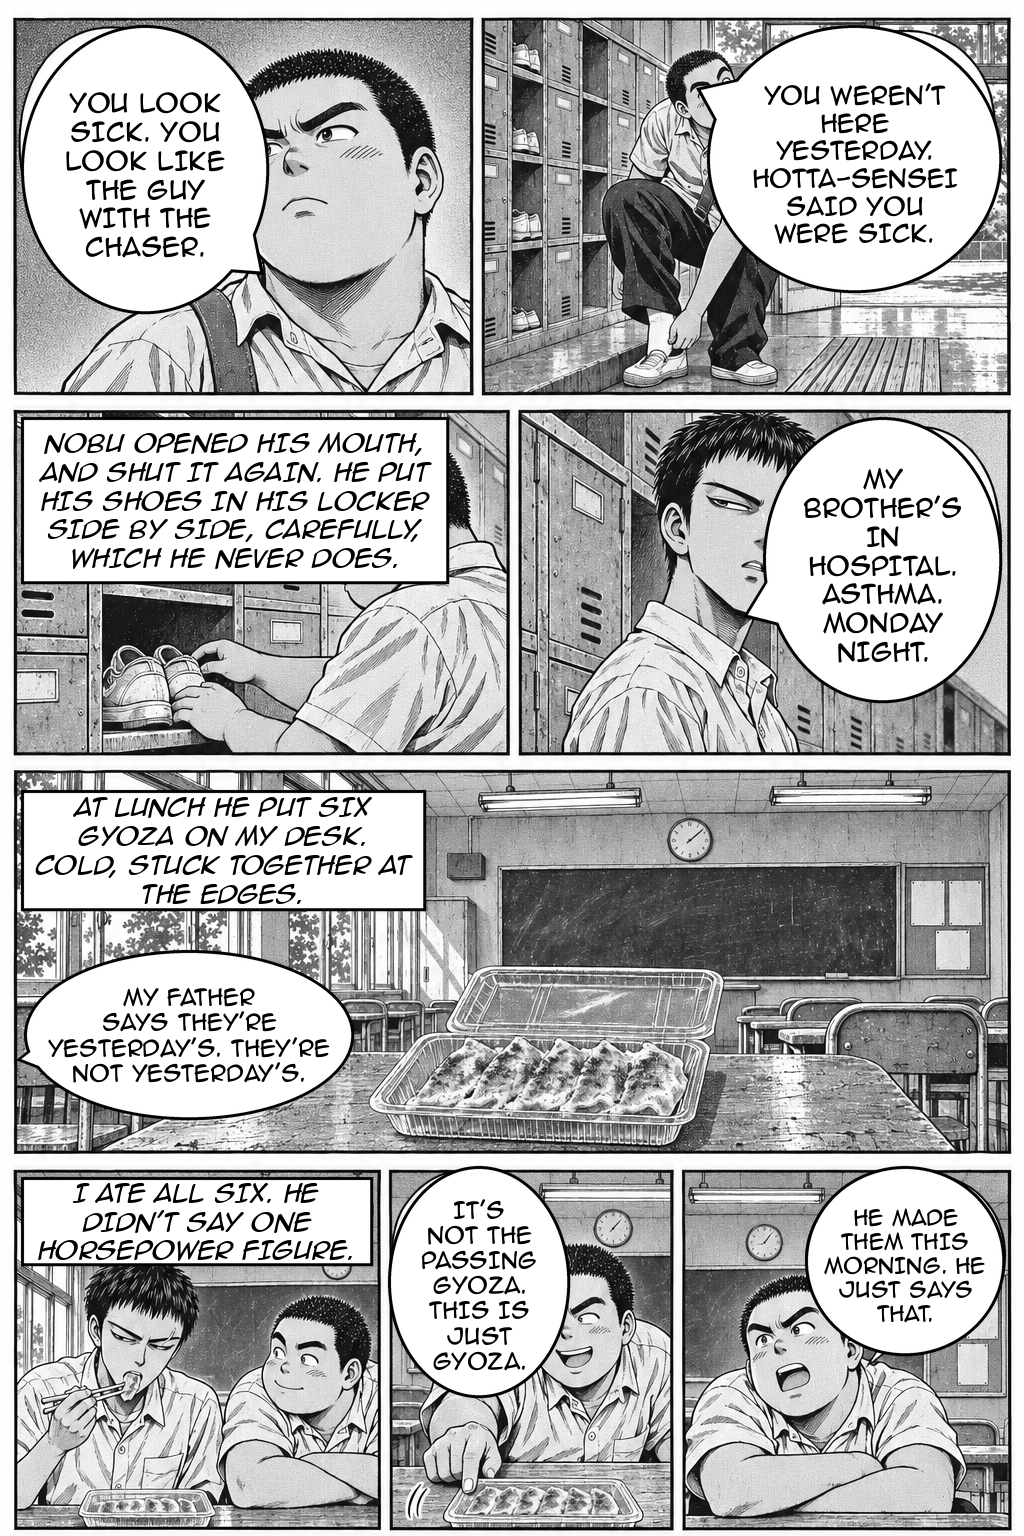 YOU LOOK
SICK. YOU
LOOK LIKE
THE GUY
WITH THE
CHASER.
YOU WEREN'T
HERE
YESTERDAY.
HOTTA-SENSEI
SAID YOU
WERE SICK.
NOBU OPENED HIS MOUTH,
AND SHUT IT AGAIN. HE PUT
HIS SHOES IN HIS LOCKER
SIDE BY SIDE, CAREFULLY,
WHICH HE NEVER DOES.
MY
BROTHER'S
IN
HOSPITAL.
ASTHMA.
MONDAY
NIGHT.
AT LUNCH HE PUT SIX
GYOZA ON MY DESK.
COLD, STUCK TOGETHER AT
THE EDGES.
MY FATHER
SAYS THEY'RE
YESTERDAY'S. THEY'RE
NOT YESTERDAY'S.
I ATE ALL SIX. HE
DIDN'T SAY ONE
HORSEPOWER FIGURE.
IT'S
NOT THE
PASSING
GYOZA.
THIS IS
JUST
GYOZA.
HE MADE
THEM THIS
MORNING. HE
JUST SAYS
THAT.